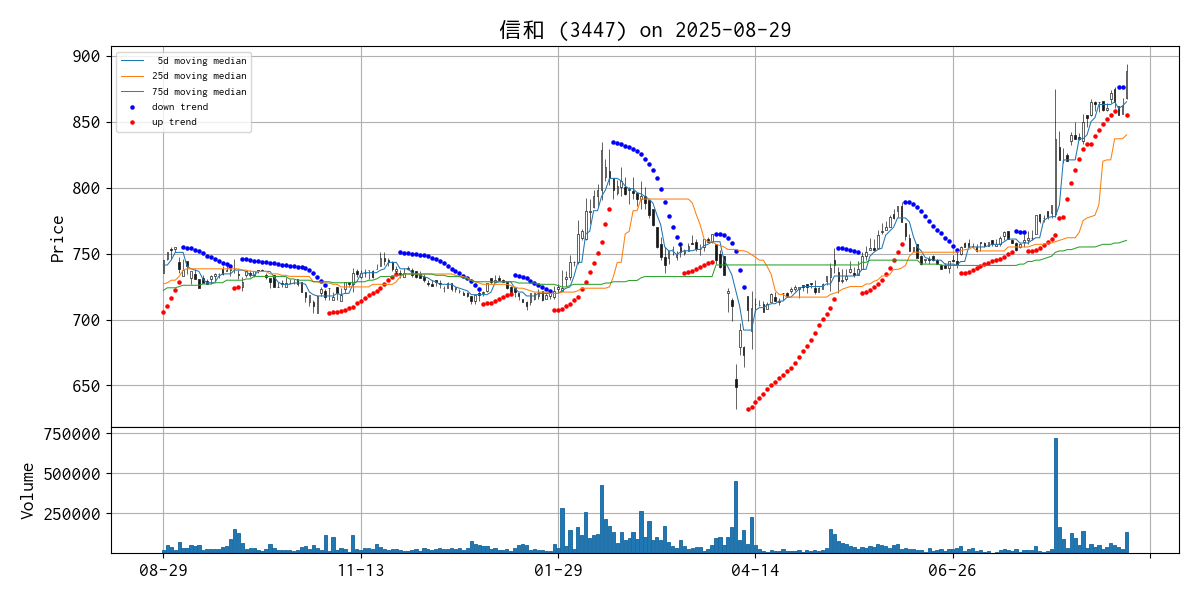 信和 (3447) on 2025-08-29
5d moving median
25d moving median
75d moving median
down trend
up trend
Price
900
850
800
750
700
650
Volume
750000
500000
250000
08-29
11-13
01-29
04-14
06-26